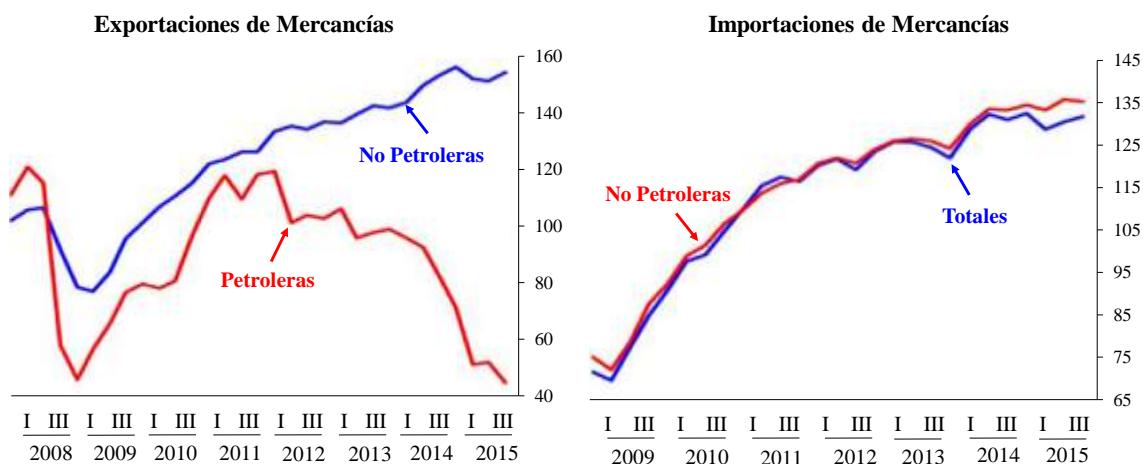 Exportaciones de Mercancías
160
140
120
100
80
60
40
No Petroleras
Petroleras
I III I III I III I III I III I III I III I III
2008 2009 2010 2011 2012 2013 2014 2015
Importaciones de Mercancías
145
135
125
115
105
95
85
75
65
No Petroleras
Totales
I III I III I III I III I III I III I III
2009 2010 2011 2012 2013 2014 2015